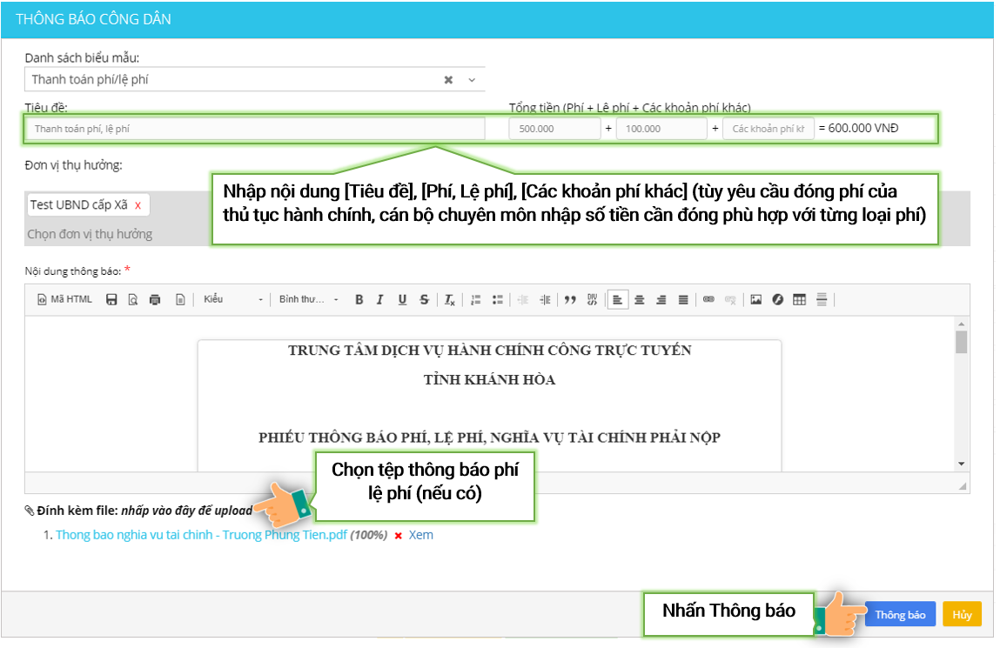 THÔNG BÁO CÔNG DÂN
Danh sách biểu mẫu:
Thanh toán phí/lệ phí
Tiêu đề:
Tổng tiền (Phí + Lệ phí + Các khoản phí khác)
Thanh toán phí, lệ phí
500.000 + 100.000 + Các khoản phí kh = 600.000 VNĐ
Đơn vị thụ hưởng:
Nhập nội dung [Tiêu đề], [Phí, Lệ phí], [Các khoản phí khác] (tùy yêu cầu đóng phí của
thủ tục hành chính, cán bộ chuyên môn nhập số tiền cần đóng phù hợp với từng loại phí)
Test UBND cấp Xã x
Chọn đơn vị thụ hưởng
Nội dung thông báo: *
Mã HTML Kiểu Bình thư... B I U S Ix
TRUNG TÂM DỊCH VỤ HÀNH CHÍNH CÔNG TRỰC TUYẾN
TỈNH KHÁNH HÒA
PHIẾU THÔNG BÁO PHÍ, LỆ PHÍ, NGHĨA VỤ TÀI CHÍNH PHẢI NỘP
Chọn tệp thông báo phí
lệ phí (nếu có)
Đính kèm file: nhấp vào đây để upload
1. Thong bao nghia vu tai chinh - Truong Phung Tien.pdf (100%) Xem
Nhấn Thông báo
Thông báo
Hủy